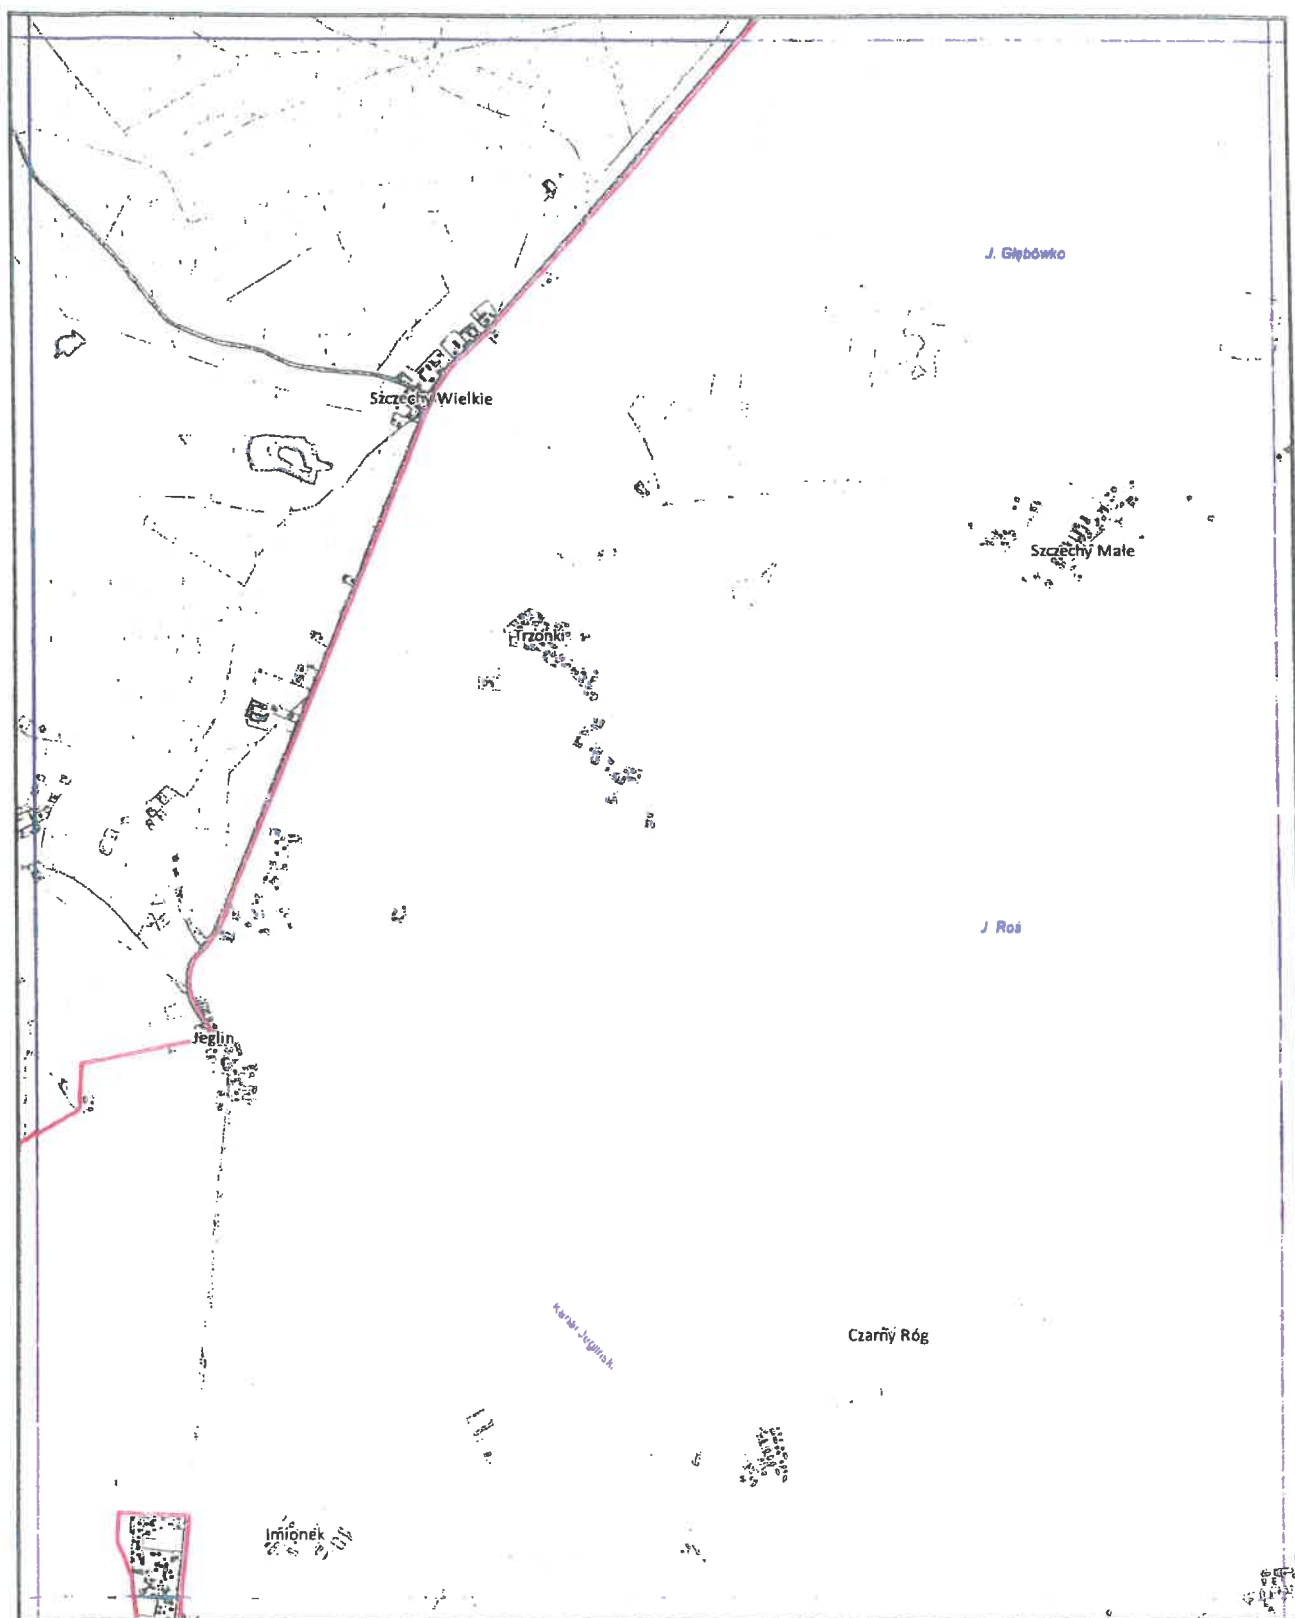 J. Głębówko
Szczechy Wielkie
Szczechy Małe
Trzonki
J. Roś
Jeglin
Kanał Jegliński
Czarny Róg
Imionek